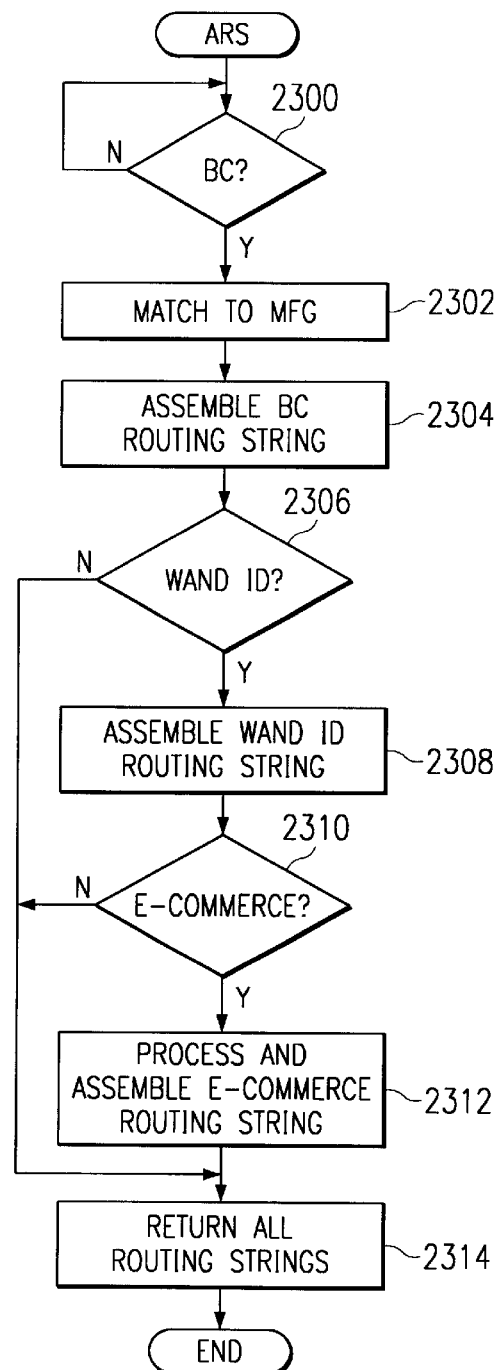 ARS
2300
N
BC?
Y
MATCH TO MFG
2302
ASSEMBLE BC
ROUTING STRING
2304
2306
N
WAND ID?
Y
ASSEMBLE WAND ID
ROUTING STRING
2308
2310
N
E-COMMERCE?
Y
PROCESS AND
ASSEMBLE E-COMMERCE
ROUTING STRING
2312
RETURN ALL
ROUTING STRINGS
2314
END